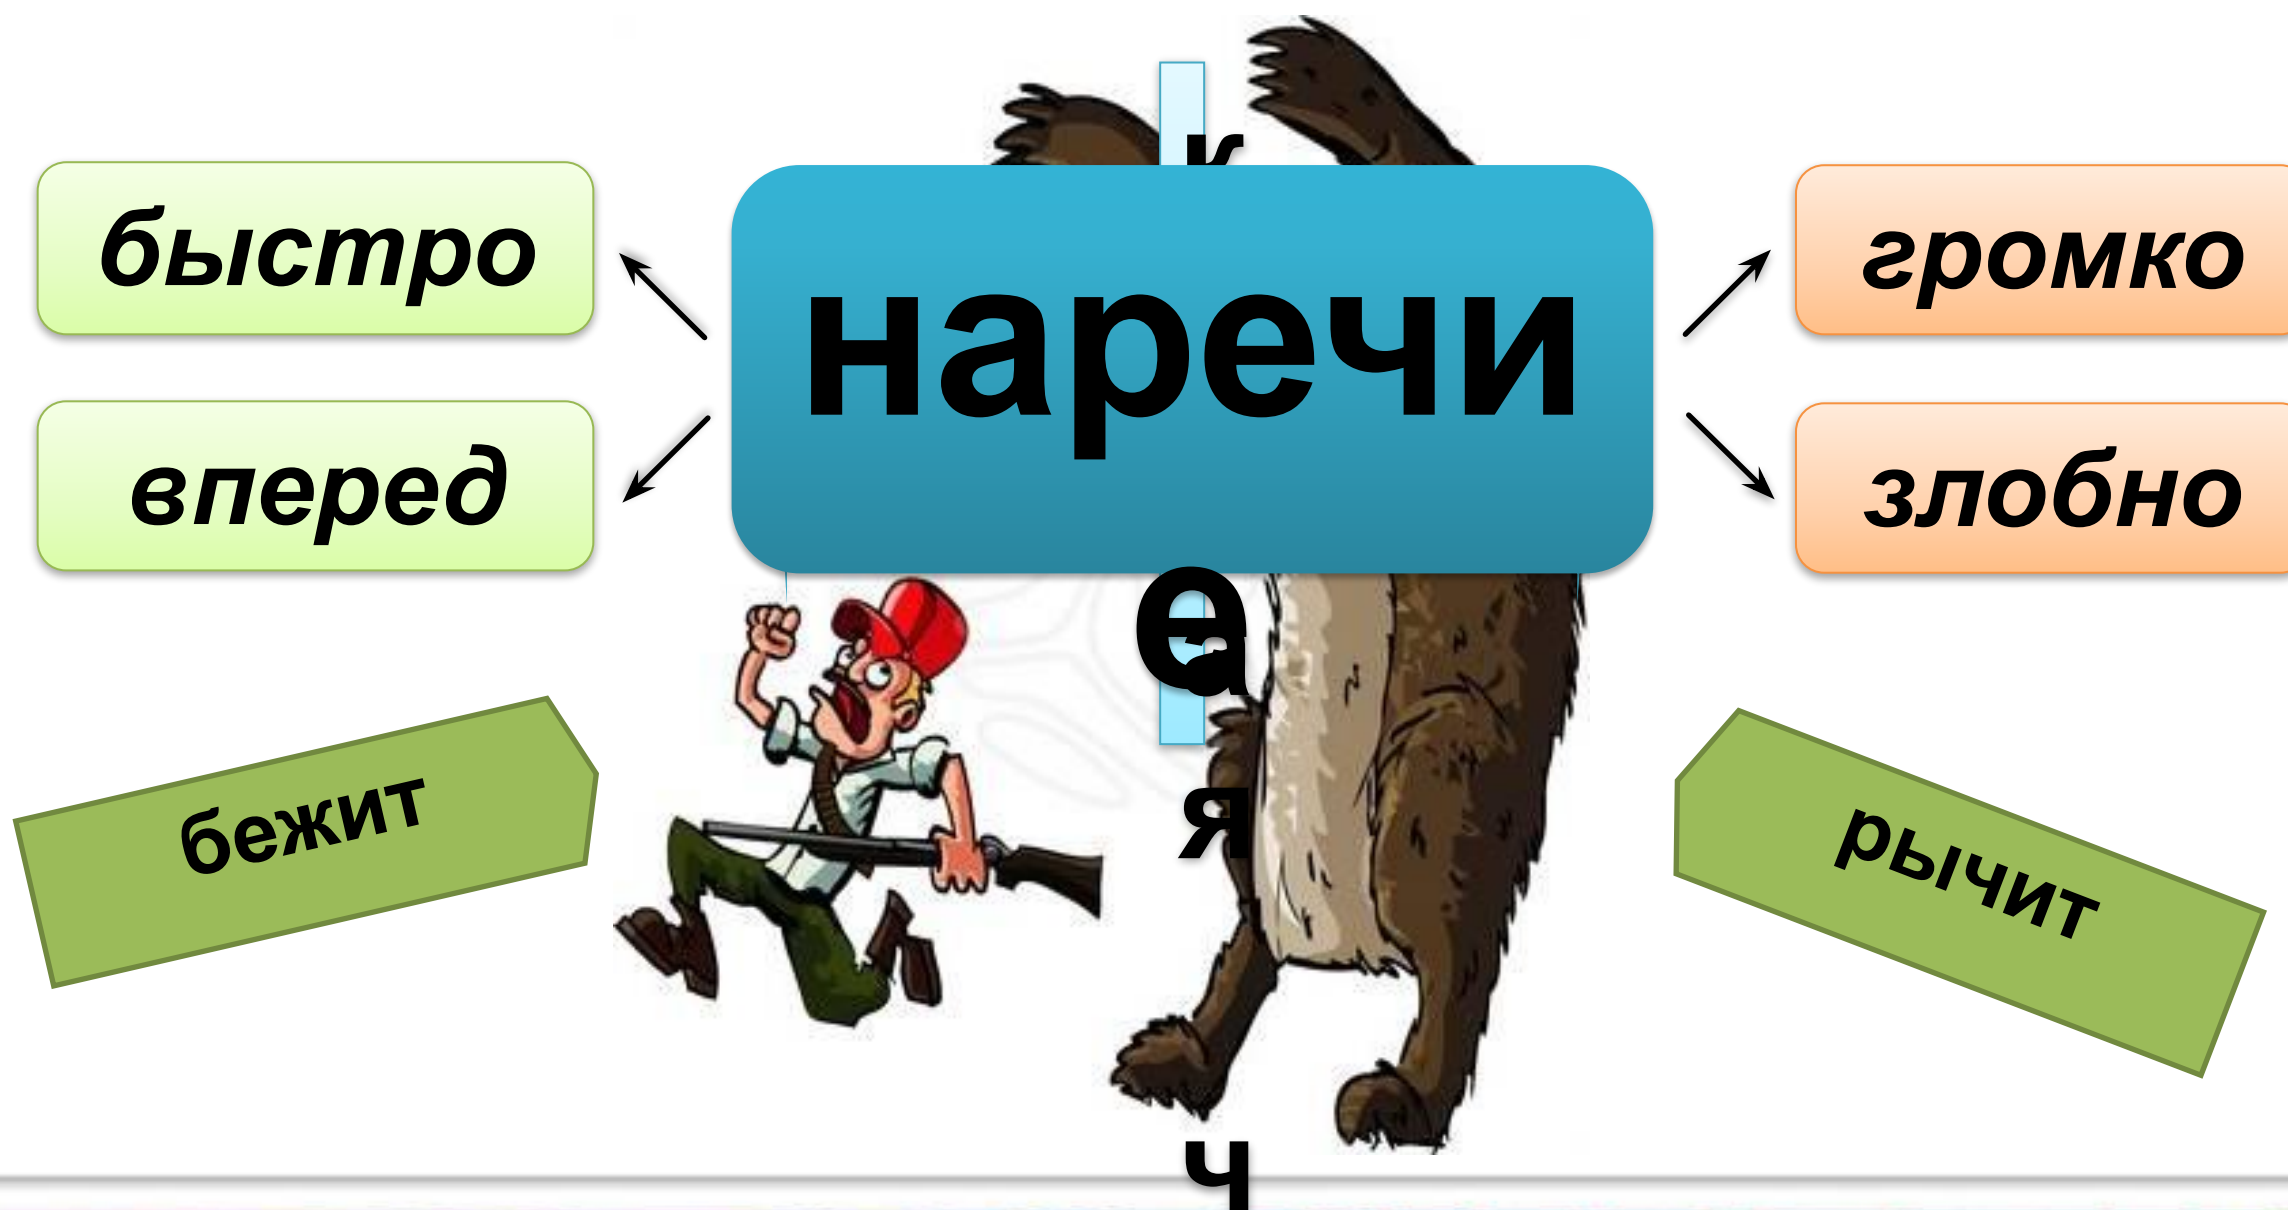 быстро
вперед
наречи
е
громко
злобно
бежит
рычит